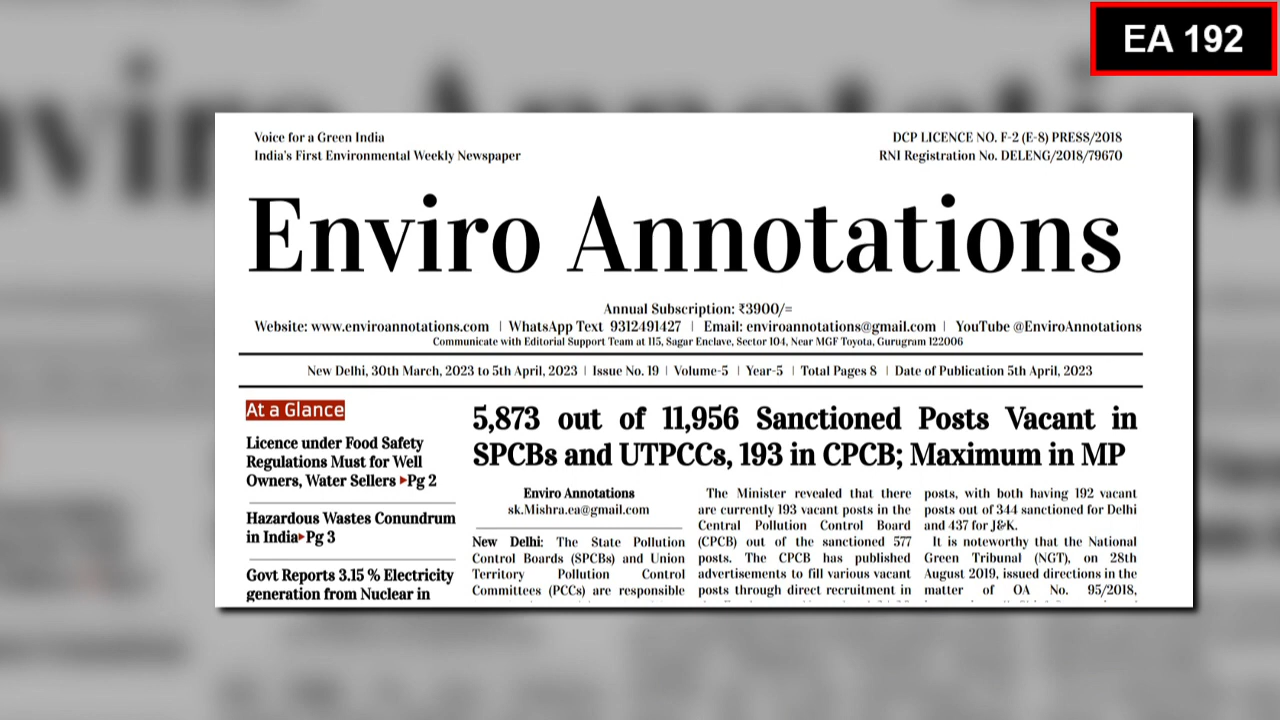 EA 192
Voice for a Green India
India's First Environmental Weekly Newspaper
DCP LICENCE NO. F-2 (E-8) PRESS/2018
RNI Registration No. DELENG/2018/79670
Enviro Annotations
Annual Subscription: ₹3900/=
Website: www.enviroannotations.com | WhatsApp Text 9312491427 | Email: enviroannotations@gmail.com | YouTube @EnviroAnnotations
Communicate with Editorial Support Team at 115, Sagar Enclave, Sector 104, Near MGF Toyota, Gurugram 122006
New Delhi, 30th March, 2023 to 5th April, 2023 | Issue No. 19 | Volume-5 | Year-5 | Total Pages 8 | Date of Publication 5th April, 2023
At a Glance
Licence under Food Safety
Regulations Must for Well
Owners, Water Sellers ▸Pg 2
Hazardous Wastes Conundrum
in India▸Pg 3
Govt Reports 3.15 % Electricity
generation from Nuclear in
5,873 out of 11,956 Sanctioned Posts Vacant in
SPCBs and UTPCCs, 193 in CPCB; Maximum in MP
Enviro Annotations
sk.Mishra.ea@gmail.com
New Delhi: The State Pollution
Control Boards (SPCBs) and Union
Territory Pollution Control
Committees (PCCs) are responsible
The Minister revealed that there
are currently 193 vacant posts in the
Central Pollution Control Board
(CPCB) out of the sanctioned 577
posts. The CPCB has published
advertisements to fill various vacant
posts through direct recruitment in
posts, with both having 192 vacant
posts out of 344 sanctioned for Delhi
and 437 for J&K.
It is noteworthy that the National
Green Tribunal (NGT), on 28th
August 2019, issued directions in the
matter of OA No. 95/2018,